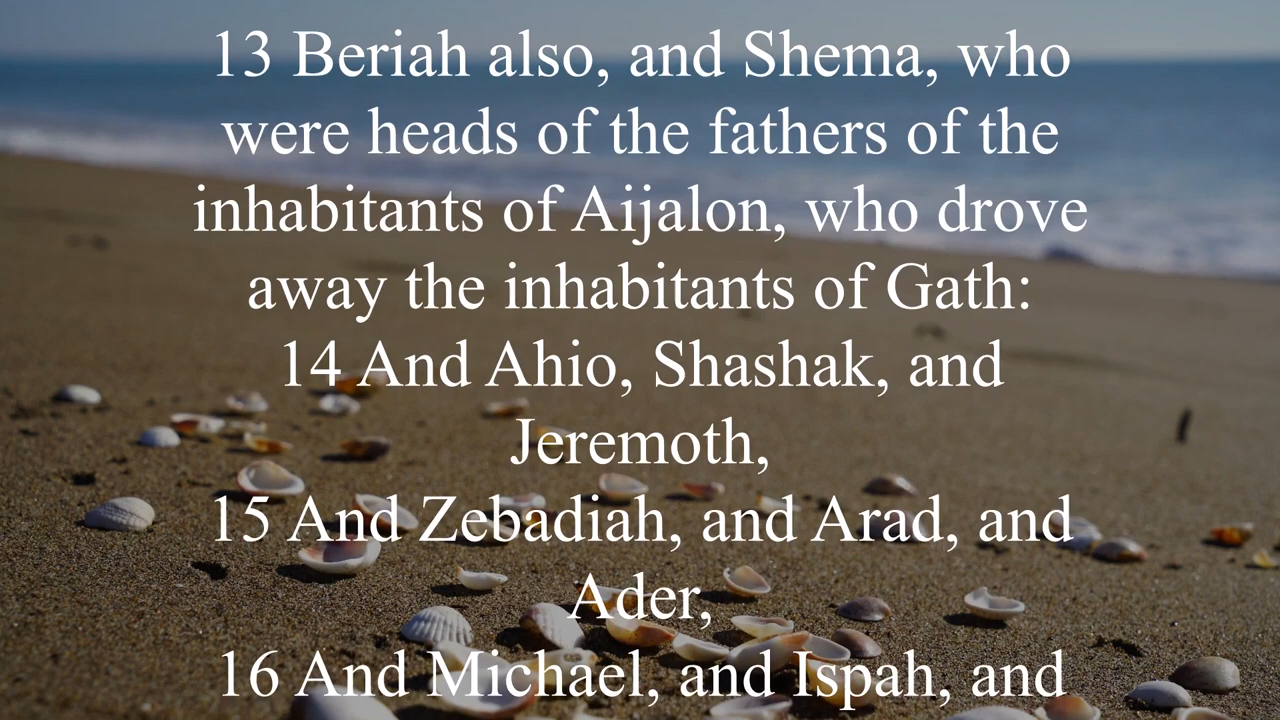 13 Beriah also, and Shema, who
were heads of the fathers of the
inhabitants of Aijalon, who drove
away the inhabitants of Gath:
14 And Ahio, Shashak, and
Jeremoth,
15 And Zebadiah, and Arad, and
Ader,
16 And Michael, and Ispah, and